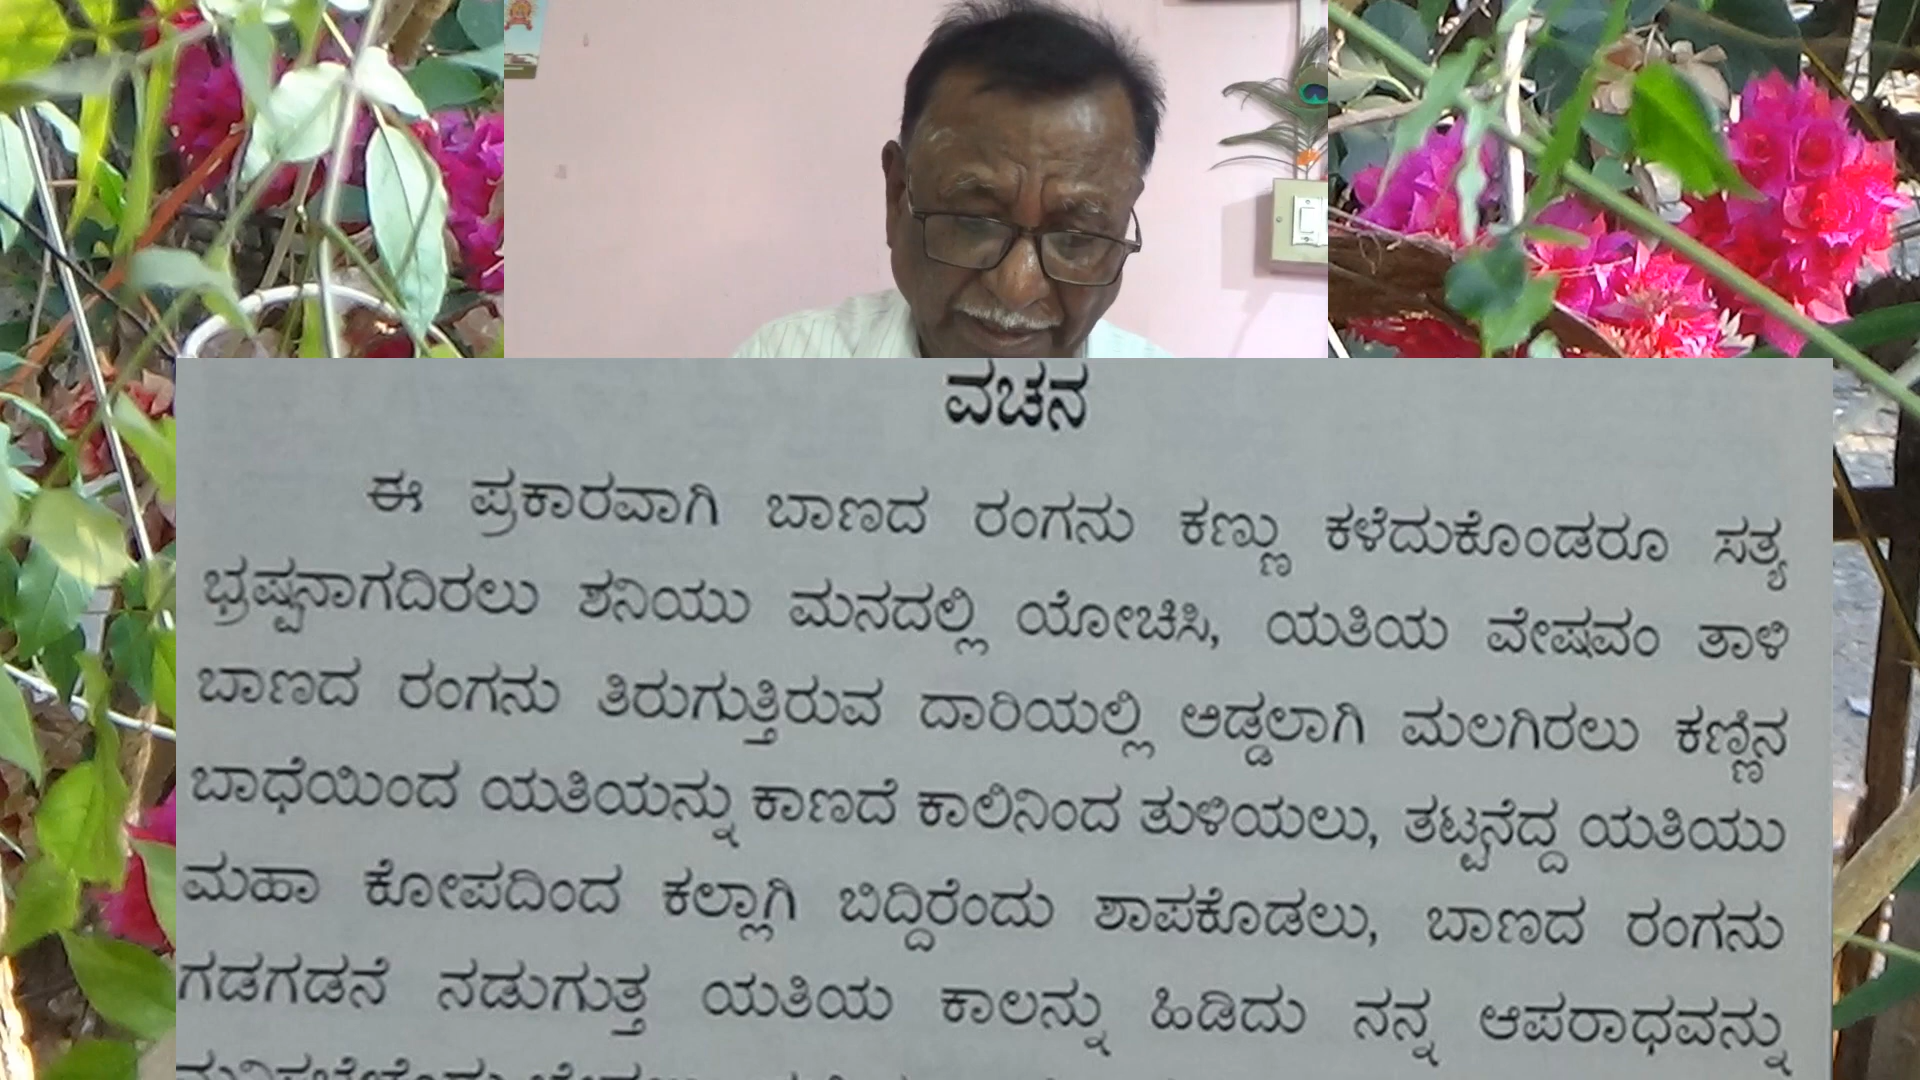 ವಚನ
ಈ ಪ್ರಕಾರವಾಗಿ ಬಾಣದ ರಂಗನು ಕಣ್ಣು ಕಳೆದುಕೊಂಡರೂ ಸತ್ಯ
ಭ್ರಷ್ಟನಾಗದಿರಲು ಶನಿಯು ಮನದಲ್ಲಿ ಯೋಚಿಸಿ, ಯತಿಯ ವೇಷವಂ ತಾಳಿ
ಬಾಣದ ರಂಗನು ತಿರುಗುತ್ತಿರುವ ದಾರಿಯಲ್ಲಿ ಅಡ್ಡಲಾಗಿ ಮಲಗಿರಲು ಕಣ್ಣಿನ
ಬಾಧೆಯಿಂದ ಯತಿಯನ್ನು ಕಾಣದೆ ಕಾಲಿನಿಂದ ತುಳಿಯಲು, ತಟ್ಟನೆದ್ದ ಯತಿಯು
ಮಹಾ ಕೋಪದಿಂದ ಕಲ್ಲಾಗಿ ಬಿದ್ದಿರೆಂದು ಶಾಪಕೊಡಲು, ಬಾಣದ ರಂಗನು
ಗಡಗಡನೆ ನಡುಗುತ್ತ ಯತಿಯ ಕಾಲನ್ನು ಹಿಡಿದು ನನ್ನ ಆಪರಾಧವನ್ನು